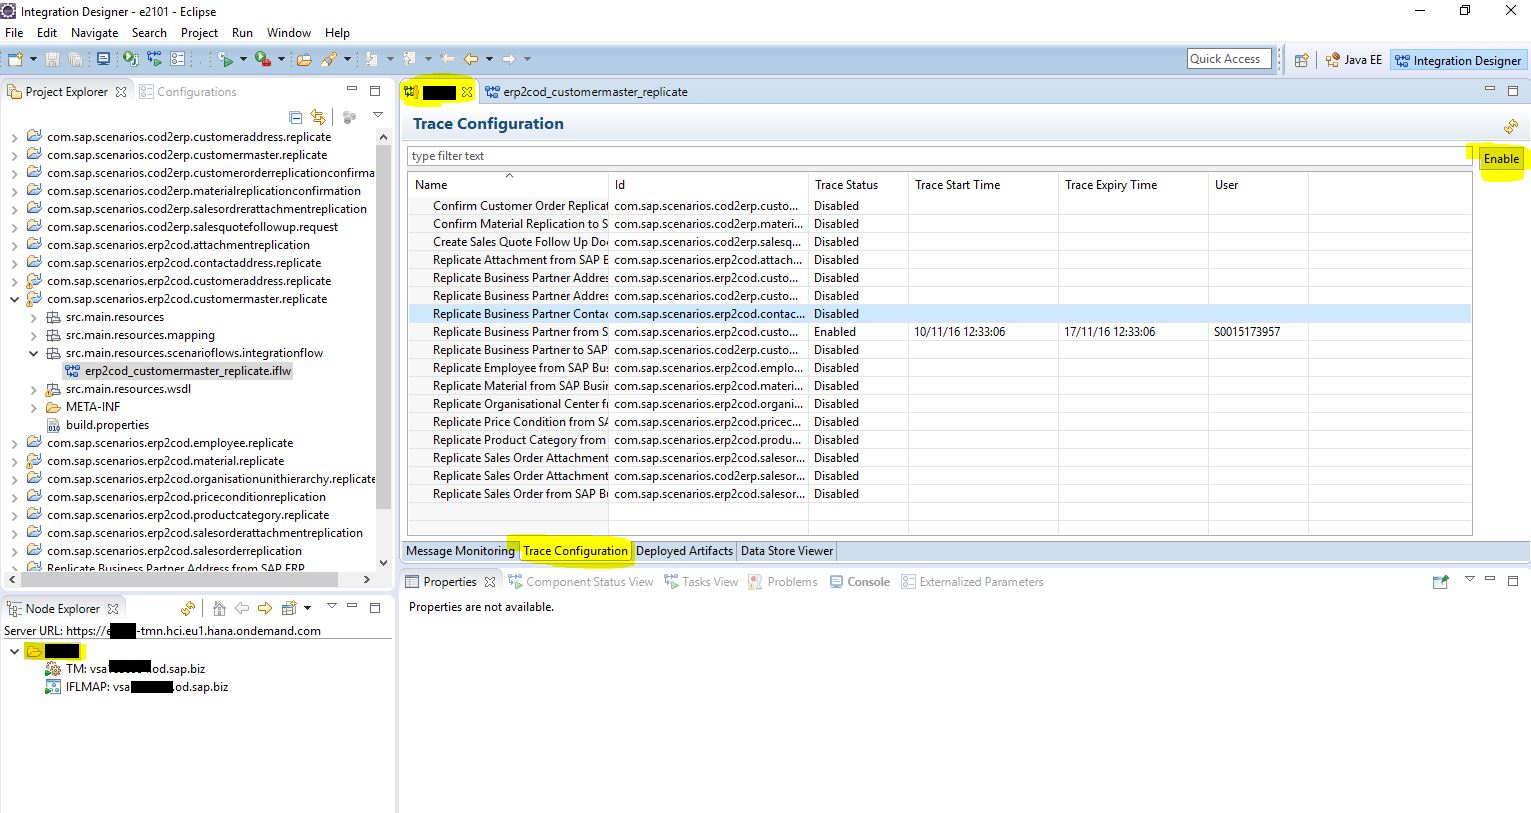 Integration Designer - e2101 - Eclipse
File Edit Navigate Search Project Run Window Help
Quick Access
Java EE
Integration Designer
Project Explorer
Configurations
com.sap.scenarios.cod2erp.customeraddress.replicate
com.sap.scenarios.cod2erp.customermaster.replicate
com.sap.scenarios.cod2erp.customerorderreplicationconfirma
com.sap.scenarios.cod2erp.materialreplicationconfirmation
com.sap.scenarios.cod2erp.salesordrerattachmentreplication
com.sap.scenarios.cod2erp.salesquotefollowup.request
com.sap.scenarios.erp2cod.attachmentreplication
com.sap.scenarios.erp2cod.contactaddress.replicate
com.sap.scenarios.erp2cod.customeraddress.replicate
com.sap.scenarios.erp2cod.customermaster.replicate
src.main.resources
src.main.resources.mapping
src.main.resources.scenarioflows.integrationflow
erp2cod_customermaster_replicate.iflw
src.main.resources.wsdl
META-INF
build.properties
com.sap.scenarios.erp2cod.employee.replicate
com.sap.scenarios.erp2cod.material.replicate
com.sap.scenarios.erp2cod.organisationunithierarchy.replicate
com.sap.scenarios.erp2cod.priceconditionreplication
com.sap.scenarios.erp2cod.productcategory.replicate
com.sap.scenarios.erp2cod.salesorderattachmentreplication
com.sap.scenarios.erp2cod.salesorderreplication
Replicate Business Partner Address from SAP ERP
Node Explorer
Server URL: https://e -tmn.hci.eu1.hana.ondemand.com
TM: vsa .od.sap.biz
IFLMAP: vsa .od.sap.biz
erp2cod_customermaster_replicate
Trace Configuration
type filter text
Enable
Name Id Trace Status Trace Start Time Trace Expiry Time User
Confirm Customer Order Replicat com.sap.scenarios.cod2erp.custo... Disabled
Confirm Material Replication to S com.sap.scenarios.cod2erp.materi... Disabled
Create Sales Quote Follow Up Do com.sap.scenarios.cod2erp.salesq... Disabled
Replicate Attachment from SAP B com.sap.scenarios.erp2cod.attach... Disabled
Replicate Business Partner Addres com.sap.scenarios.erp2cod.custo... Disabled
Replicate Business Partner Addres com.sap.scenarios.cod2erp.custo... Disabled
Replicate Business Partner Contac com.sap.scenarios.erp2cod.contac... Disabled
Replicate Business Partner from S com.sap.scenarios.erp2cod.custo... Enabled 10/11/16 12:33:06 17/11/16 12:33:06 S0015173957
Replicate Business Partner to SAP com.sap.scenarios.cod2erp.custo... Disabled
Replicate Employee from SAP Bus com.sap.scenarios.erp2cod.emplo... Disabled
Replicate Material from SAP Busin com.sap.scenarios.erp2cod.materi... Disabled
Replicate Organisational Center fr com.sap.scenarios.erp2cod.organi... Disabled
Replicate Price Condition from SA com.sap.scenarios.erp2cod.pricec... Disabled
Replicate Product Category from com.sap.scenarios.erp2cod.produ... Disabled
Replicate Sales Order Attachment com.sap.scenarios.erp2cod.salesor... Disabled
Replicate Sales Order Attachment com.sap.scenarios.cod2erp.salesor... Disabled
Replicate Sales Order from SAP Bu com.sap.scenarios.erp2cod.salesor... Disabled
Message Monitoring Trace Configuration Deployed Artifacts Data Store Viewer
Properties Component Status View Tasks View Problems Console Externalized Parameters
Properties are not available.